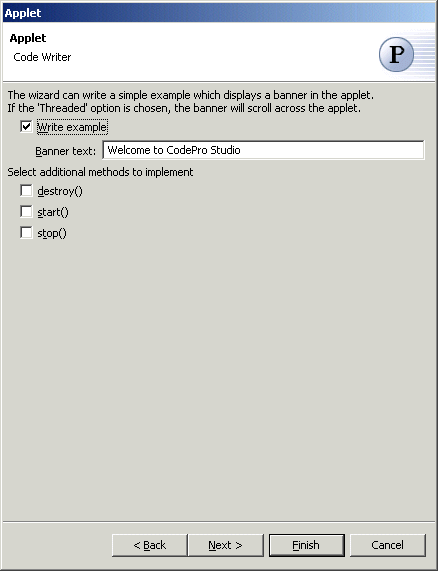 Applet
Applet
Code Writer
P
The wizard can write a simple example which displays a banner in the applet.
If the 'Threaded' option is chosen, the banner will scroll across the applet.
Write example
Banner text: Welcome to CodePro Studio
Select additional methods to implement
destroy()
start()
stop()
< Back Next > Finish Cancel